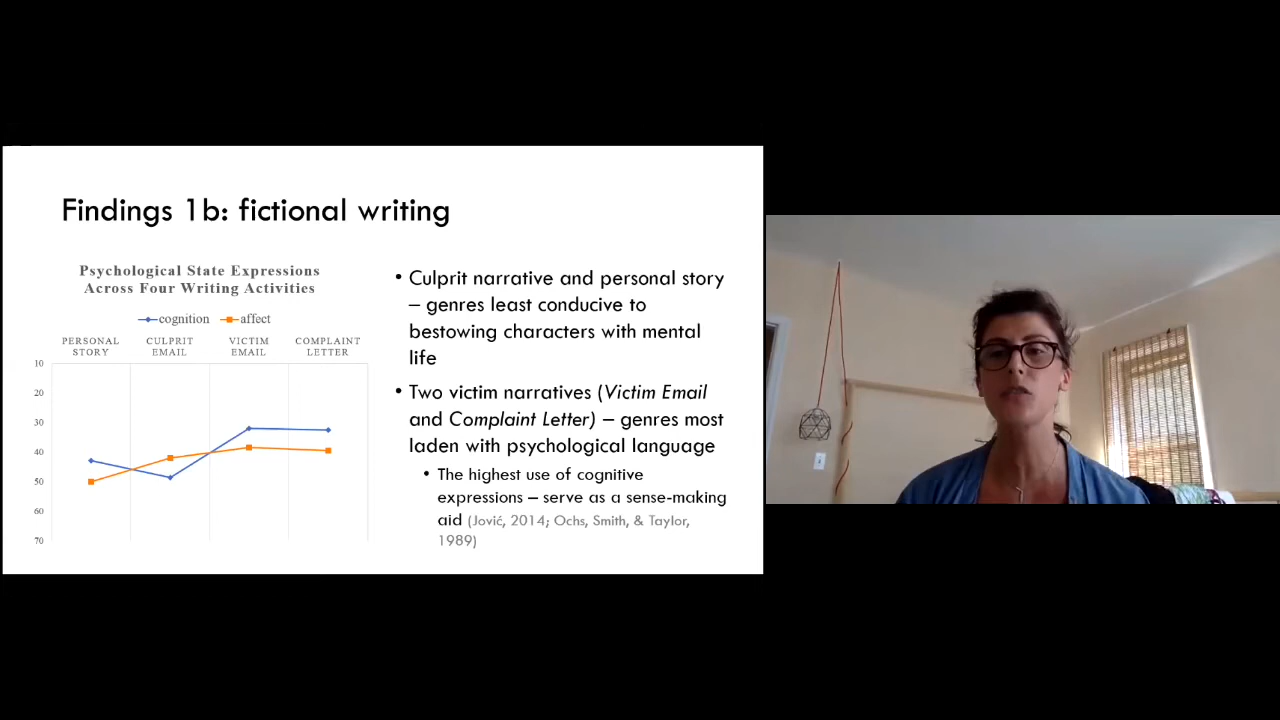 Findings 1b: fictional writing
Psychological State Expressions
Across Four Writing Activities
cognition affect
PERSONAL STORY
CULPRIT EMAIL
VICTIM EMAIL
COMPLAINT LETTER
10
20
30
40
50
60
70
• Culprit narrative and personal story
– genres least conducive to
bestowing characters with mental
life
• Two victim narratives (Victim Email
and Complaint Letter) – genres most
laden with psychological language
• The highest use of cognitive
expressions – serve as a sense-making
aid (Jović, 2014; Ochs, Smith, & Taylor,
1989)